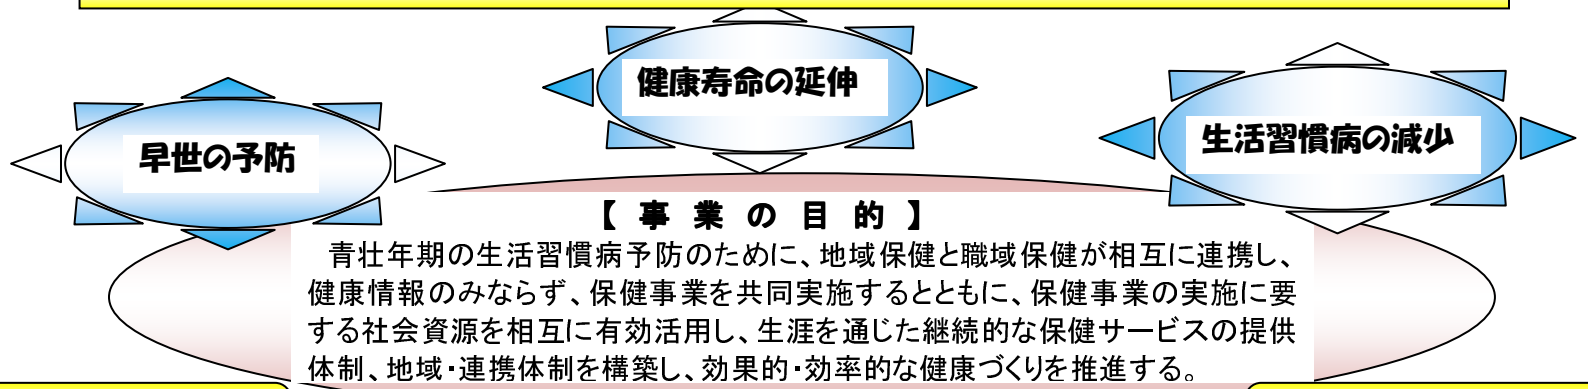 健康寿命の延伸
早世の予防
生活習慣病の減少
【 事 業 の 目 的 】
青壮年期の生活習慣病予防のために、地域保健と職域保健が相互に連携し、
健康情報のみならず、保健事業を共同実施するとともに、保健事業の実施に要
する社会資源を相互に有効活用し、生涯を通じた継続的な保健サービスの提供
体制、地域・連携体制を構築し、効果的・効率的な健康づくりを推進する。